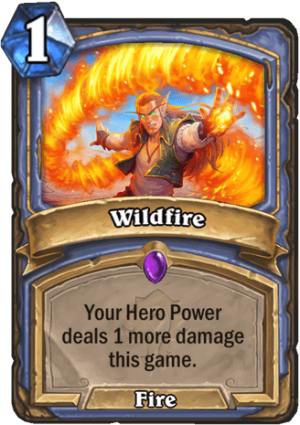 1
Wildfire
Your Hero Power
deals 1 more damage
this game.
Fire